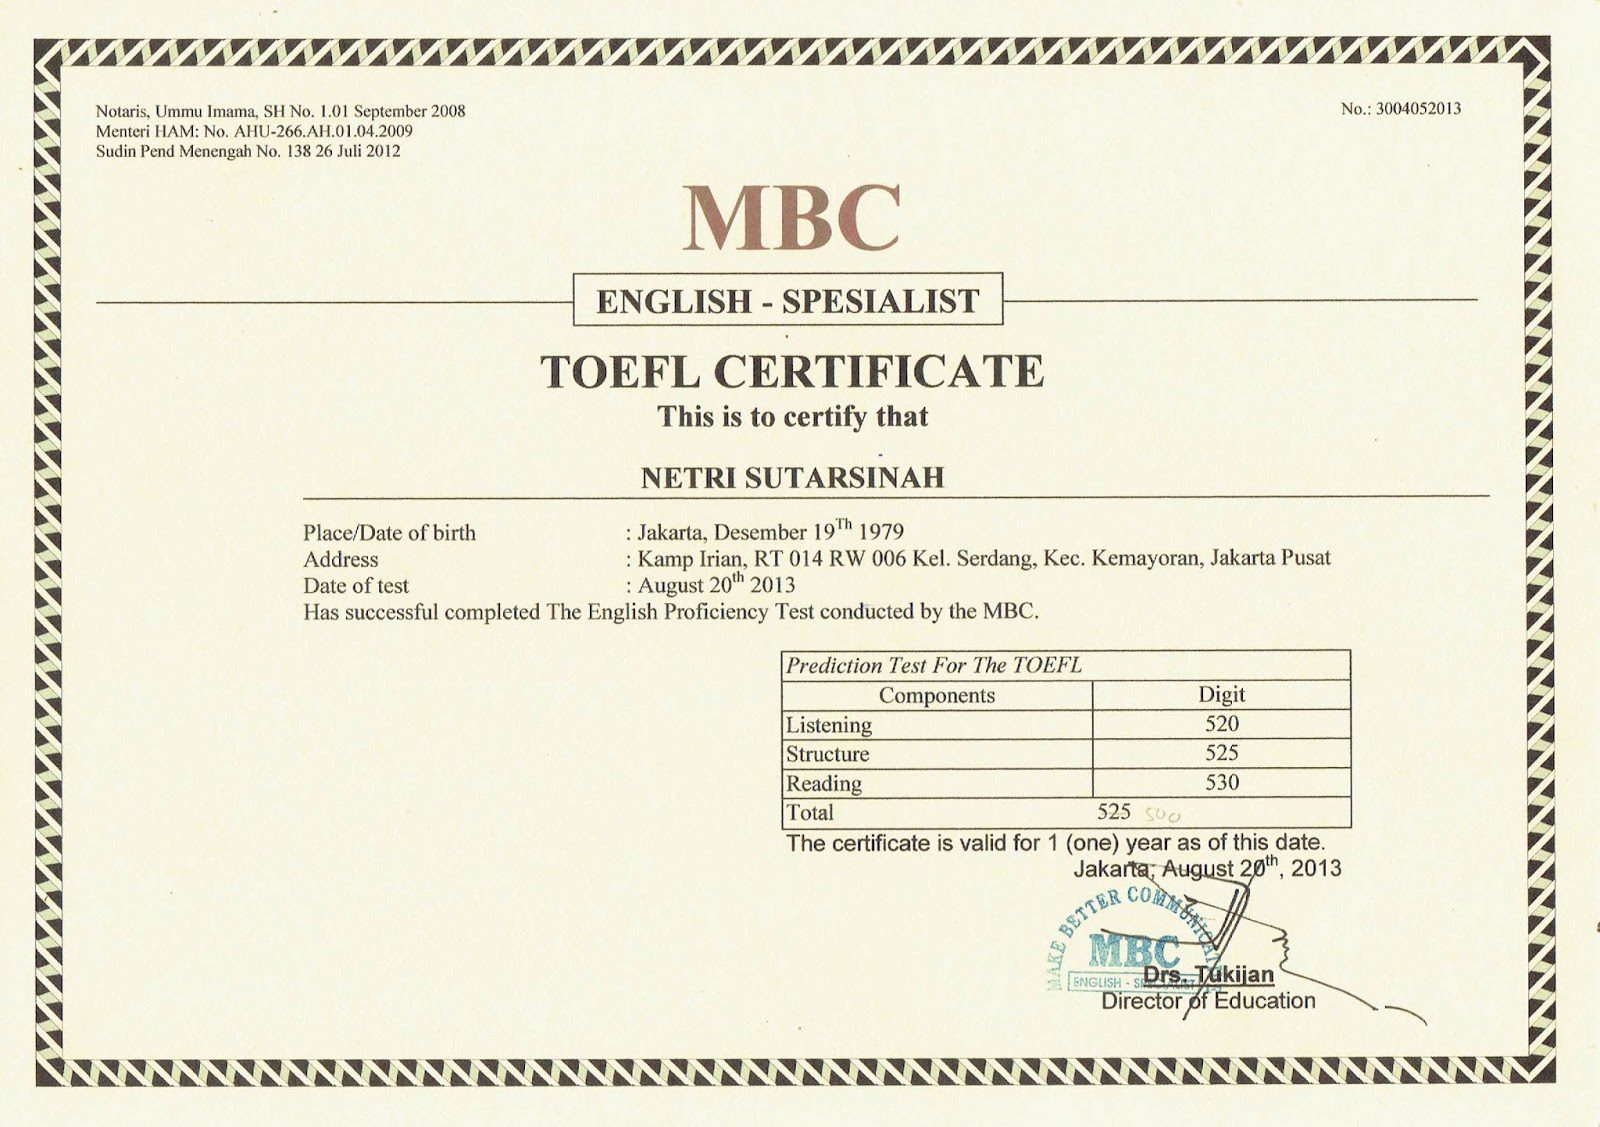 Notaris, Ummu Imama, SH No. 1.01 September 2008
Menteri HAM: No. AHU-266.AH.01.04.2009
Sudin Pend Menengah No. 138 26 Juli 2012
No.: 3004052013
MBC
ENGLISH - SPESIALIST
TOEFL CERTIFICATE
This is to certify that
NETRI SUTARSINAH
Place/Date of birth : Jakarta, Desember 19Th 1979
Address : Kamp Irian, RT 014 RW 006 Kel. Serdang, Kec. Kemayoran, Jakarta Pusat
Date of test : August 20th 2013
Has successful completed The English Proficiency Test conducted by the MBC.
Prediction Test For The TOEFL
Components Digit
Listening 520
Structure 525
Reading 530
Total 525 500
The certificate is valid for 1 (one) year as of this date.
Jakarta, August 20th, 2013
MAKE BETTER
MBC
ENGLISH -
Drs. Tukijan
Director of Education